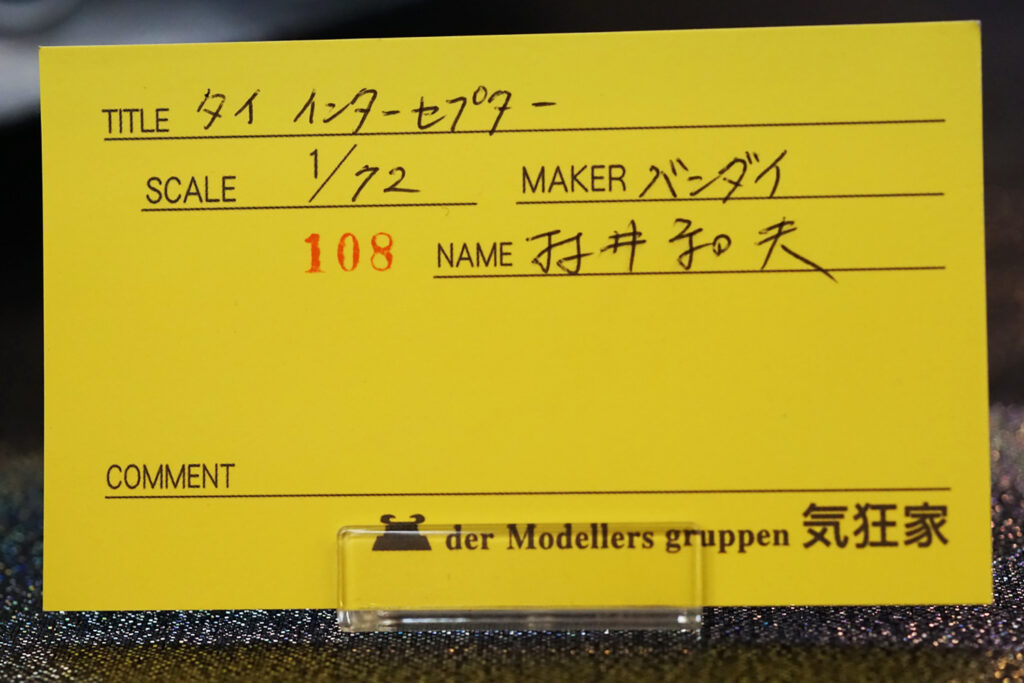 TITLE タイ インターセプター
SCALE 1/72 MAKER バンダイ
108 NAME 村井和夫
COMMENT
der Modellers gruppen 気狂家